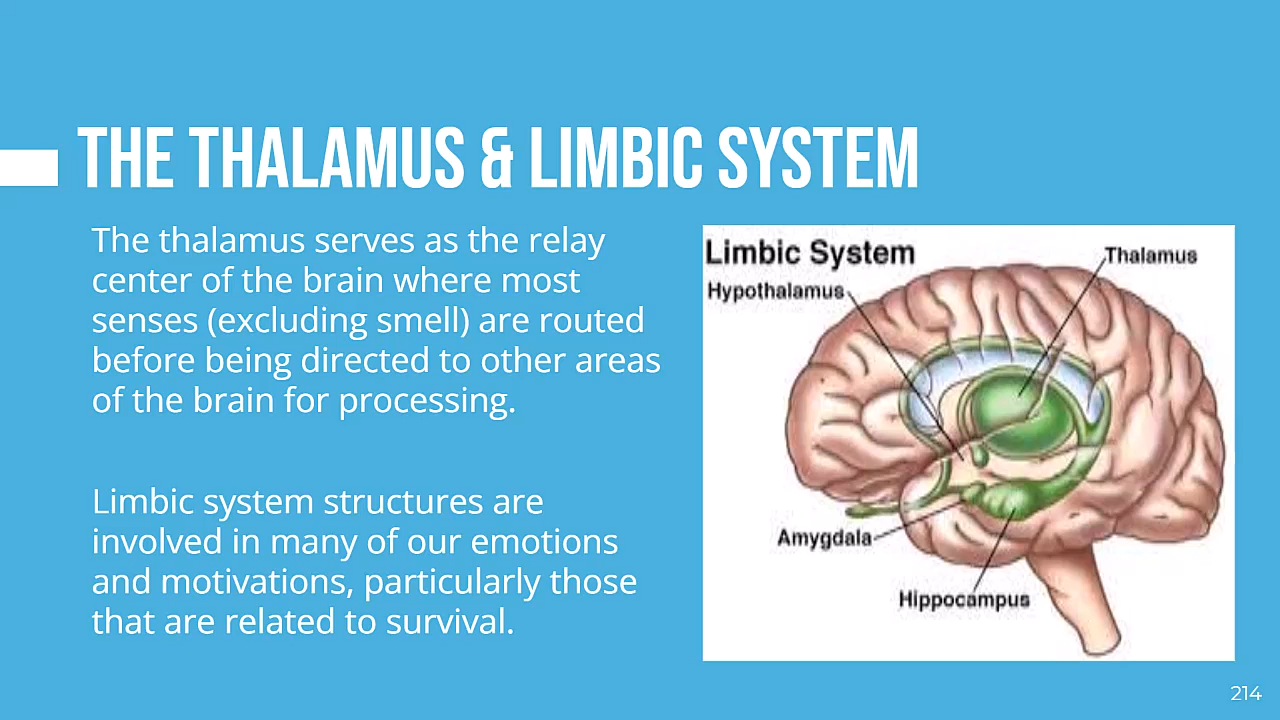 THE THALAMUS & LIMBIC SYSTEM
The thalamus serves as the relay
center of the brain where most
senses (excluding smell) are routed
before being directed to other areas
of the brain for processing.
Limbic system structures are
involved in many of our emotions
and motivations, particularly those
that are related to survival.
Limbic System
Thalamus
Hypothalamus
Amygdala
Hippocampus
214